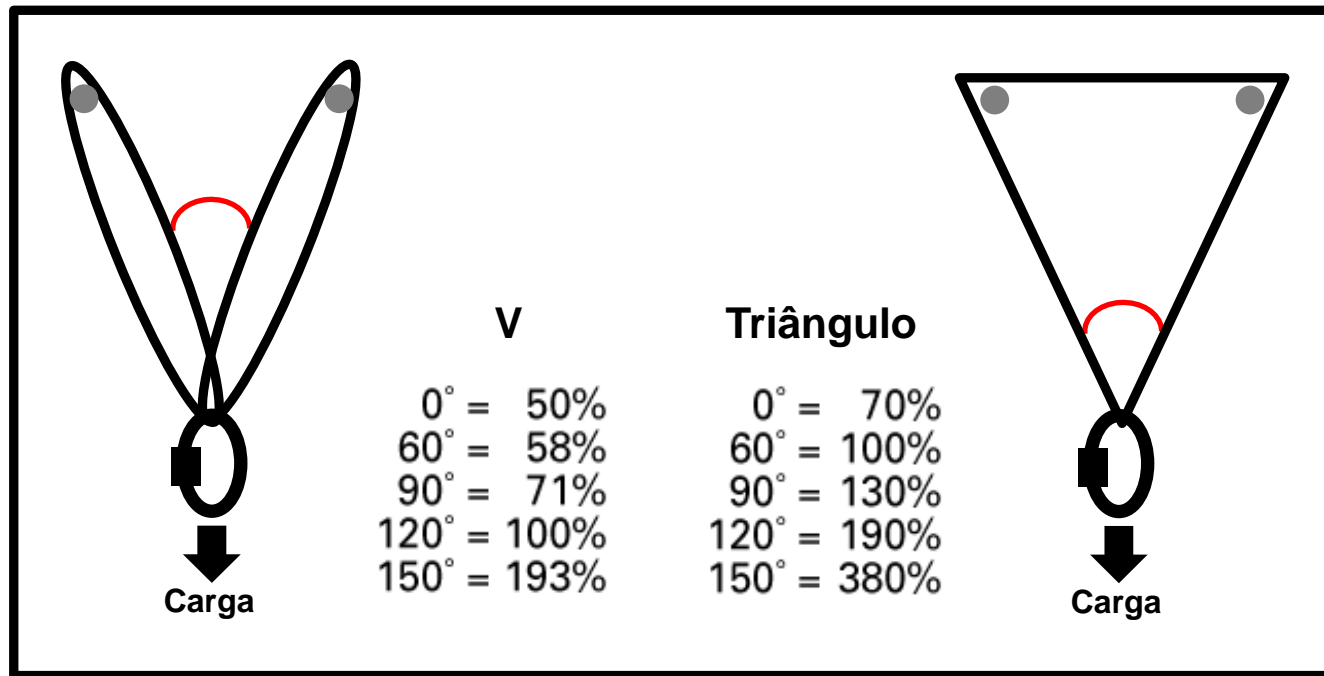 V
0° = 50%
60° = 58%
90° = 71%
120° = 100%
150° = 193%
Triângulo
0° = 70%
60° = 100%
90° = 130%
120° = 190%
150° = 380%
Carga
Carga